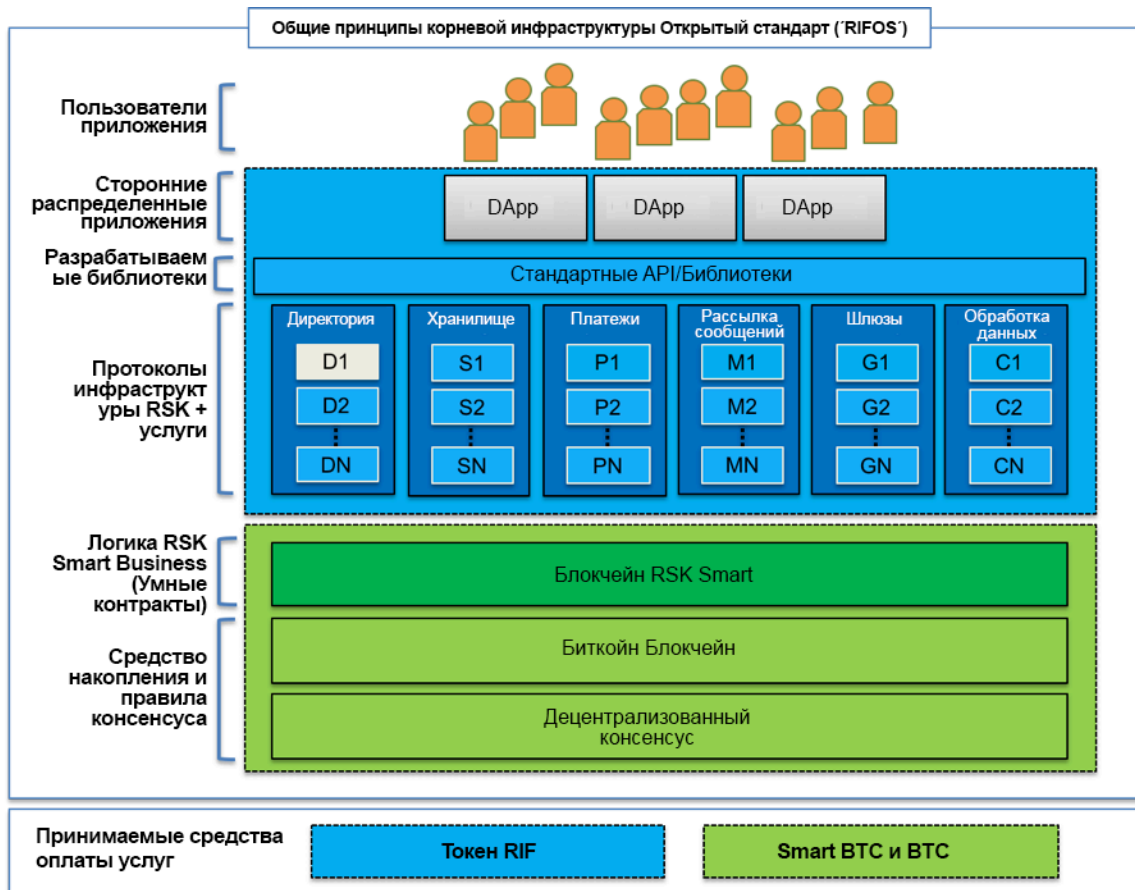 Общие принципы корневой инфраструктуры Открытый стандарт (´RIFOS´)
Пользователи
приложения
Сторонние
распределенные
приложения
DApp
DApp
DApp
Разрабатываем
ые библиотеки
Стандартные API/Библиотеки
Протоколы
инфраструкт
уры RSK +
услуги
Директория
D1
D2
DN
Хранилище
S1
S2
SN
Платежи
P1
P2
PN
Рассылка
сообщений
M1
M2
MN
Шлюзы
G1
G2
GN
Обработка
данных
C1
C2
CN
Логика RSK
Smart Business
(Умные
контракты)
Блокчейн RSK Smart
Средство
накопления и
правила
консенсуса
Биткойн Блокчейн
Децентрализованный
консенсус
Принимаемые средства
оплаты услуг
Токен RIF
Smart BTC и BTC